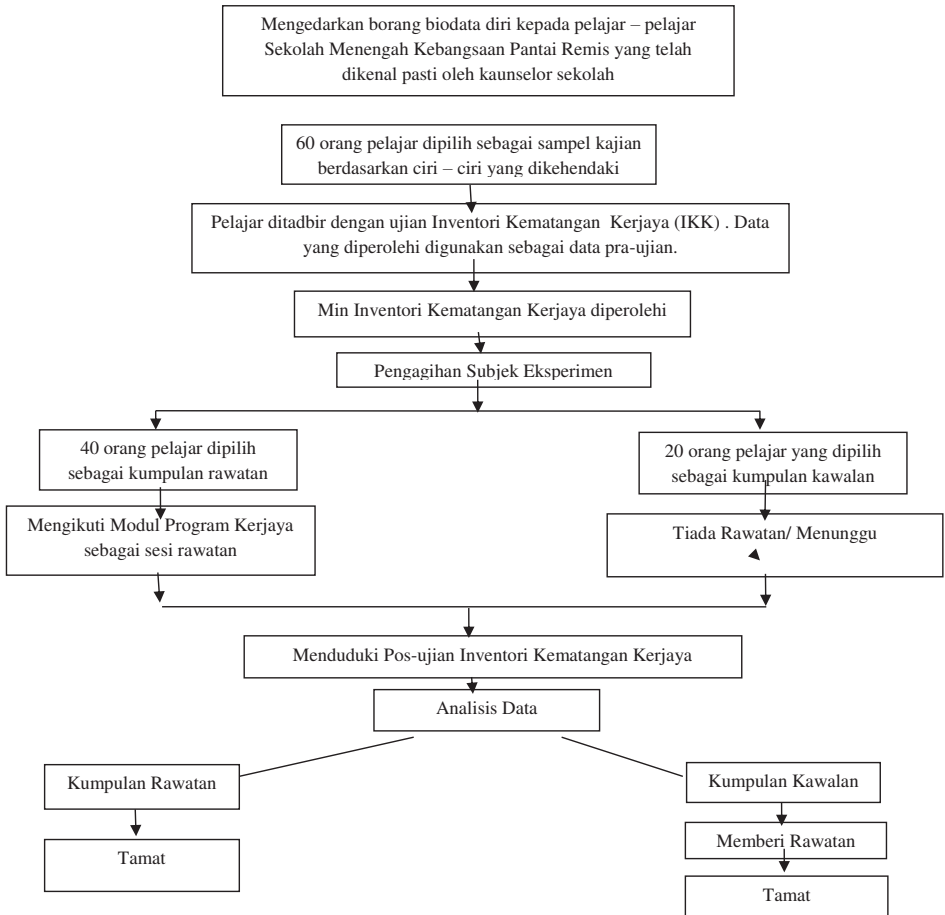 Mengedarkan borang biodata diri kepada pelajar – pelajar
Sekolah Menengah Kebangsaan Pantai Remis yang telah
dikenal pasti oleh kaunselor sekolah
60 orang pelajar dipilih sebagai sampel kajian
berdasarkan ciri – ciri yang dikehendaki
Pelajar ditadbir dengan ujian Inventori Kematangan Kerjaya (IKK) . Data
yang diperolehi digunakan sebagai data pra-ujian.
Min Inventori Kematangan Kerjaya diperolehi
Pengagihan Subjek Eksperimen
40 orang pelajar dipilih
sebagai kumpulan rawatan
20 orang pelajar yang dipilih
sebagai kumpulan kawalan
Mengikuti Modul Program Kerjaya
sebagai sesi rawatan
Tiada Rawatan/ Menunggu
Menduduki Pos-ujian Inventori Kematangan Kerjaya
Analisis Data
Kumpulan Rawatan
Kumpulan Kawalan
Memberi Rawatan
Tamat
Tamat